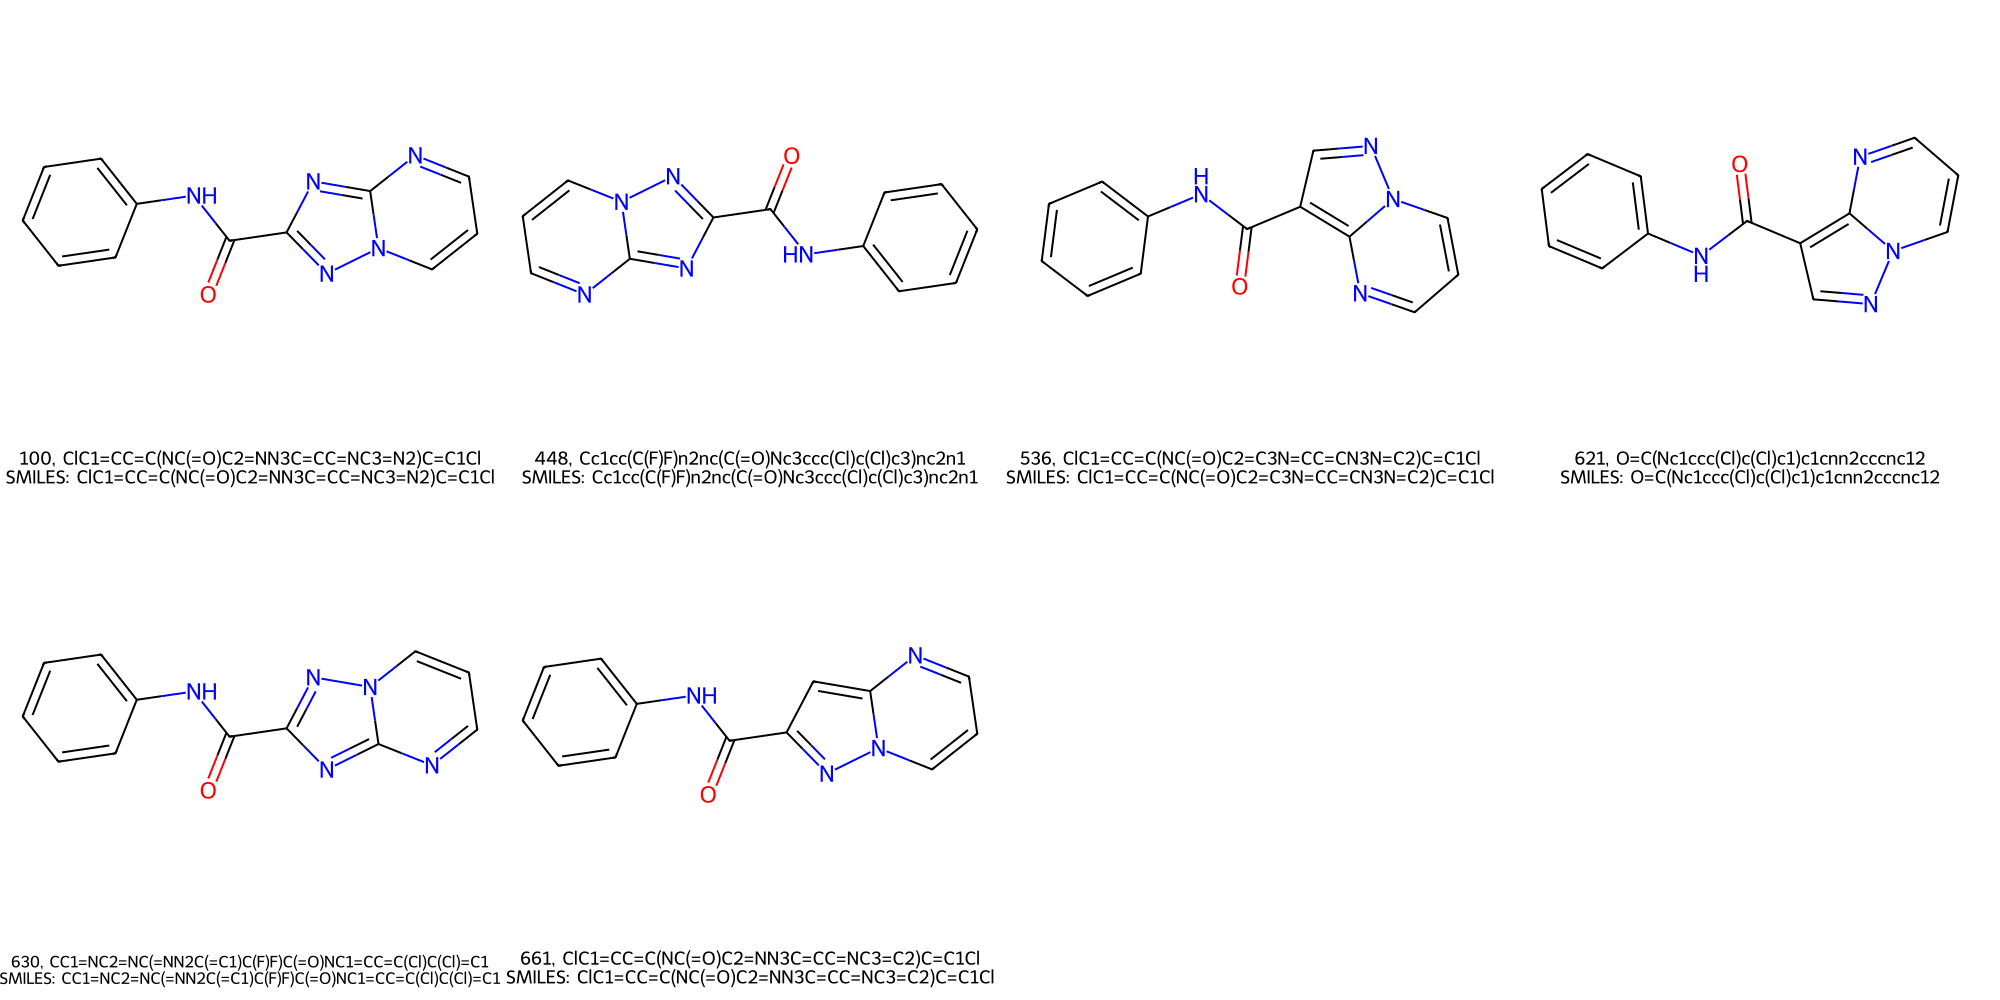 N
N
NH
N
N
O
O
N
N
N
HN
N
H
N
N
N
O
N
O
N
N
H
N
N
100, ClC1=CC=C(NC(=O)C2=NN3C=CC=NC3=N2)C=C1Cl
SMILES: ClC1=CC=C(NC(=O)C2=NN3C=CC=NC3=N2)C=C1Cl
448, Cc1cc(C(F)F)n2nc(C(=O)Nc3ccc(Cl)c(Cl)c3)nc2n1
SMILES: Cc1cc(C(F)F)n2nc(C(=O)Nc3ccc(Cl)c(Cl)c3)nc2n1
536, ClC1=CC=C(NC(=O)C2=C3N=CC=CN3N=C2)C=C1Cl
SMILES: ClC1=CC=C(NC(=O)C2=C3N=CC=CN3N=C2)C=C1Cl
621, O=C(Nc1ccc(Cl)c(Cl)c1)c1cnn2cccnc12
SMILES: O=C(Nc1ccc(Cl)c(Cl)c1)c1cnn2cccnc12
N
N
NH
N
N
O
N
NH
N
N
O
630, CC1=NC2=NC(=NN2C(=C1)C(F)F)C(=O)NC1=CC=C(Cl)C(Cl)=C1
SMILES: CC1=NC2=NC(=NN2C(=C1)C(F)F)C(=O)NC1=CC=C(Cl)C(Cl)=C1
661, ClC1=CC=C(NC(=O)C2=NN3C=CC=NC3=C2)C=C1Cl
SMILES: ClC1=CC=C(NC(=O)C2=NN3C=CC=NC3=C2)C=C1Cl